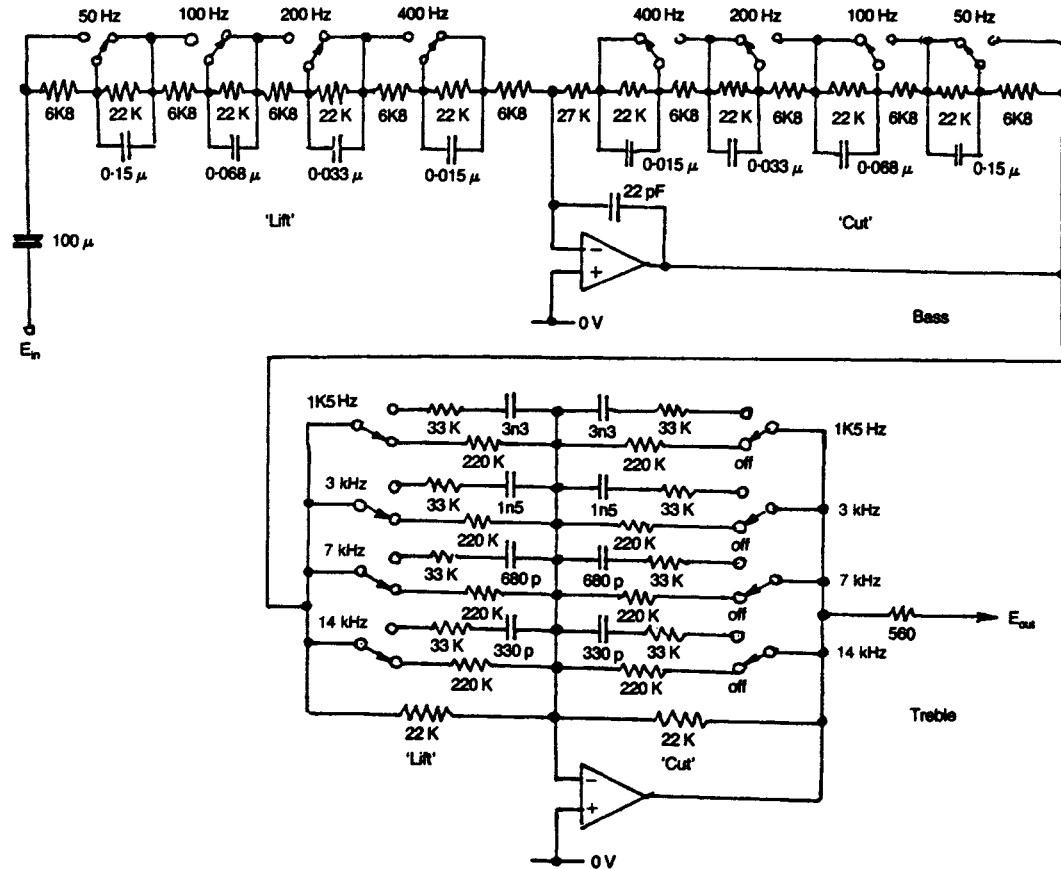 50 Hz 100 Hz 200 Hz 400 Hz 400 Hz 200 Hz 100 Hz 50 Hz
6K8 22 K 6K8 22 K 6K8 22 K 6K8 22 K 6K8 27 K 22 K 6K8 22 K 6K8 22 K 6K8 22 K 6K8
0·15 μ 0·068 μ 0·033 μ 0·015 μ 0·015 μ 0·033 μ 0·068 μ 0·15 μ
22 pF
'Lift' 'Cut'
100 μ
−
+
0 V
Bass
E in
1K5 Hz 33 K 3n3 3n3 33 K 1K5 Hz
220 K 220 K off
3 kHz 33 K 1n5 1n5 33 K 3 kHz
220 K 220 K off
7 kHz 33 K 680 p 680 p 33 K 7 kHz
220 K 220 K off
560 E out
14 kHz 33 K 330 p 330 p 33 K 14 kHz
220 K 220 K off
Treble
22 K 22 K
'Lift' 'Cut'
−
+
0 V